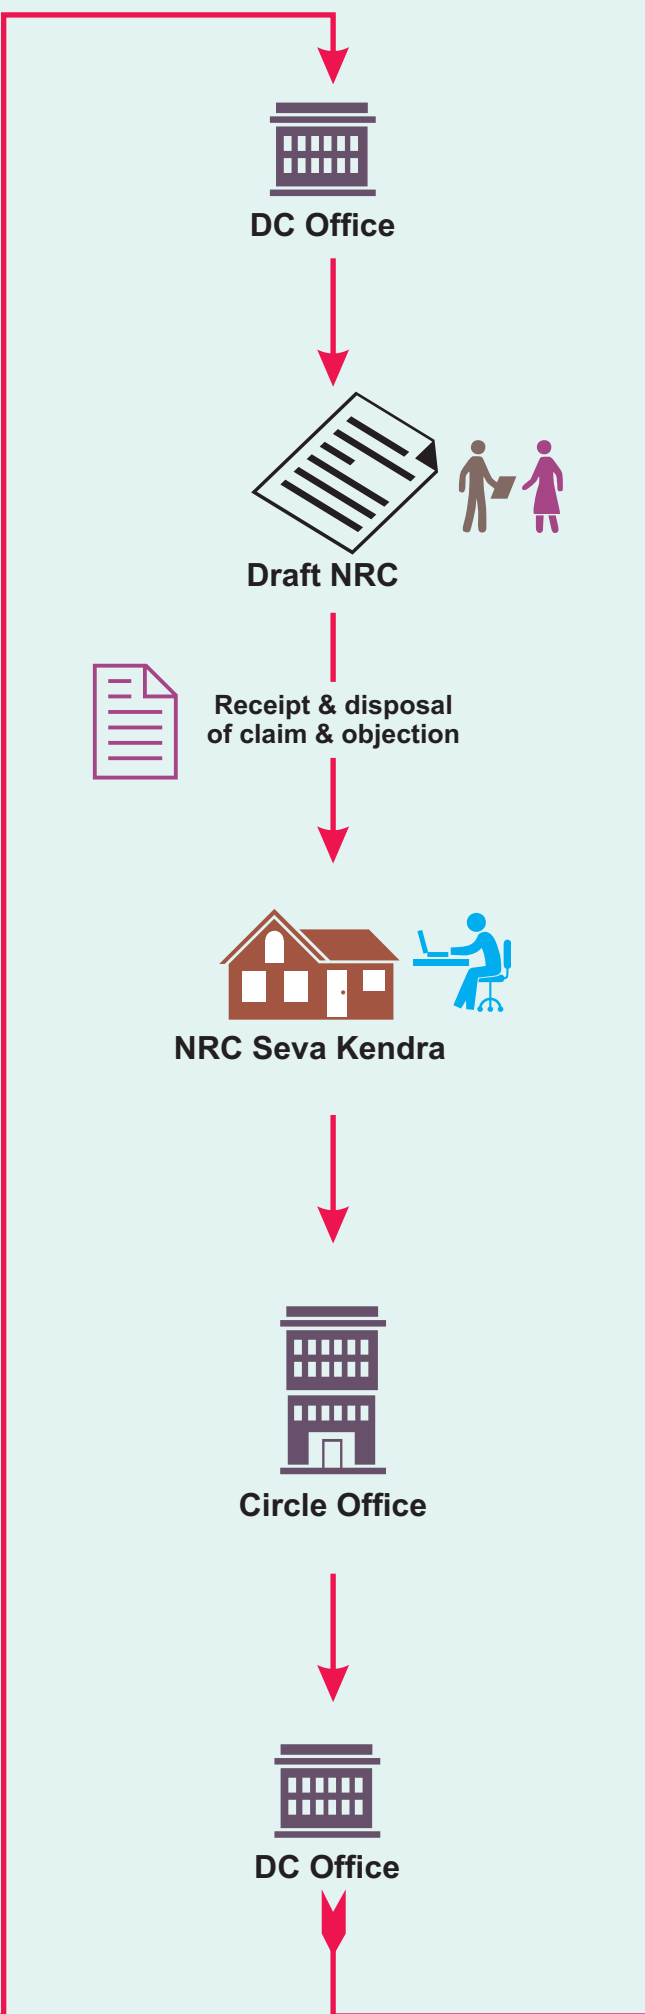 DC Office
Draft NRC
Receipt & disposal
of claim & objection
NRC Seva Kendra
Circle Office
DC Office